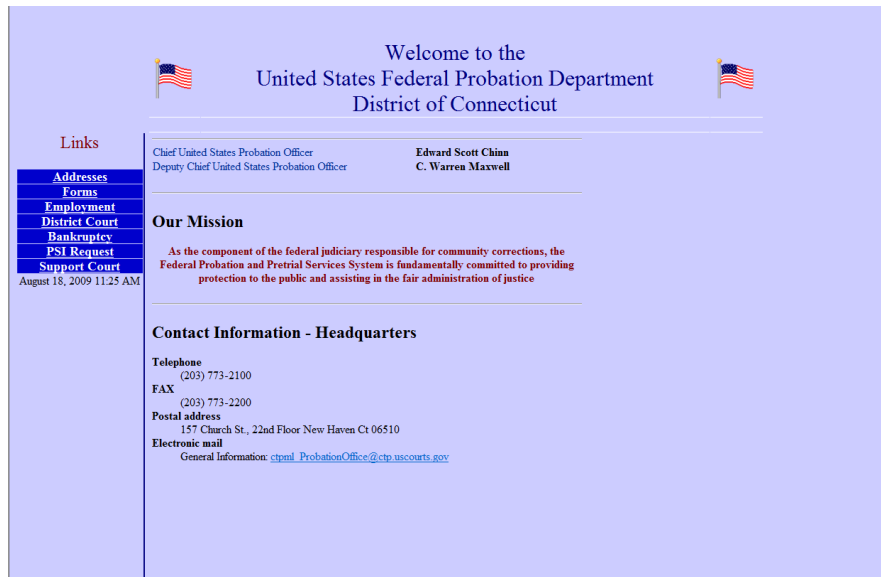 Welcome to the
United States Federal Probation Department
District of Connecticut
Links
Addresses
Forms
Employment
District Court
Bankruptcy
PSI Request
Support Court
August 18, 2009 11:25 AM
Chief United States Probation Officer Edward Scott Chinn
Deputy Chief United States Probation Officer C. Warren Maxwell
Our Mission
As the component of the federal judiciary responsible for community corrections, the
Federal Probation and Pretrial Services System is fundamentally committed to providing
protection to the public and assisting in the fair administration of justice
Contact Information - Headquarters
Telephone
(203) 773-2100
FAX
(203) 773-2200
Postal address
157 Church St., 22nd Floor New Haven Ct 06510
Electronic mail
General Information: ctpml_ProbationOffice@ctp.uscourts.gov